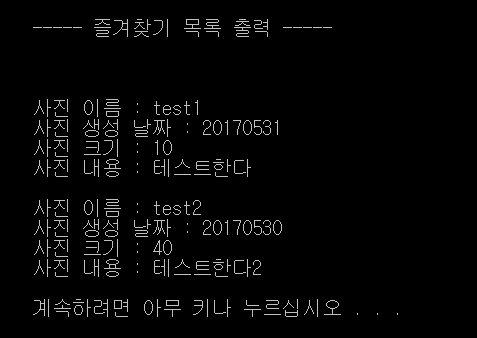 ----- 즐겨찾기 목록 출력 -----
사진 이름 : test1
사진 생성 날짜 : 20170531
사진 크기 : 10
사진 내용 : 테스트한다
사진 이름 : test2
사진 생성 날짜 : 20170530
사진 크기 : 40
사진 내용 : 테스트한다2
계속하려면 아무 키나 누르십시오 . . .